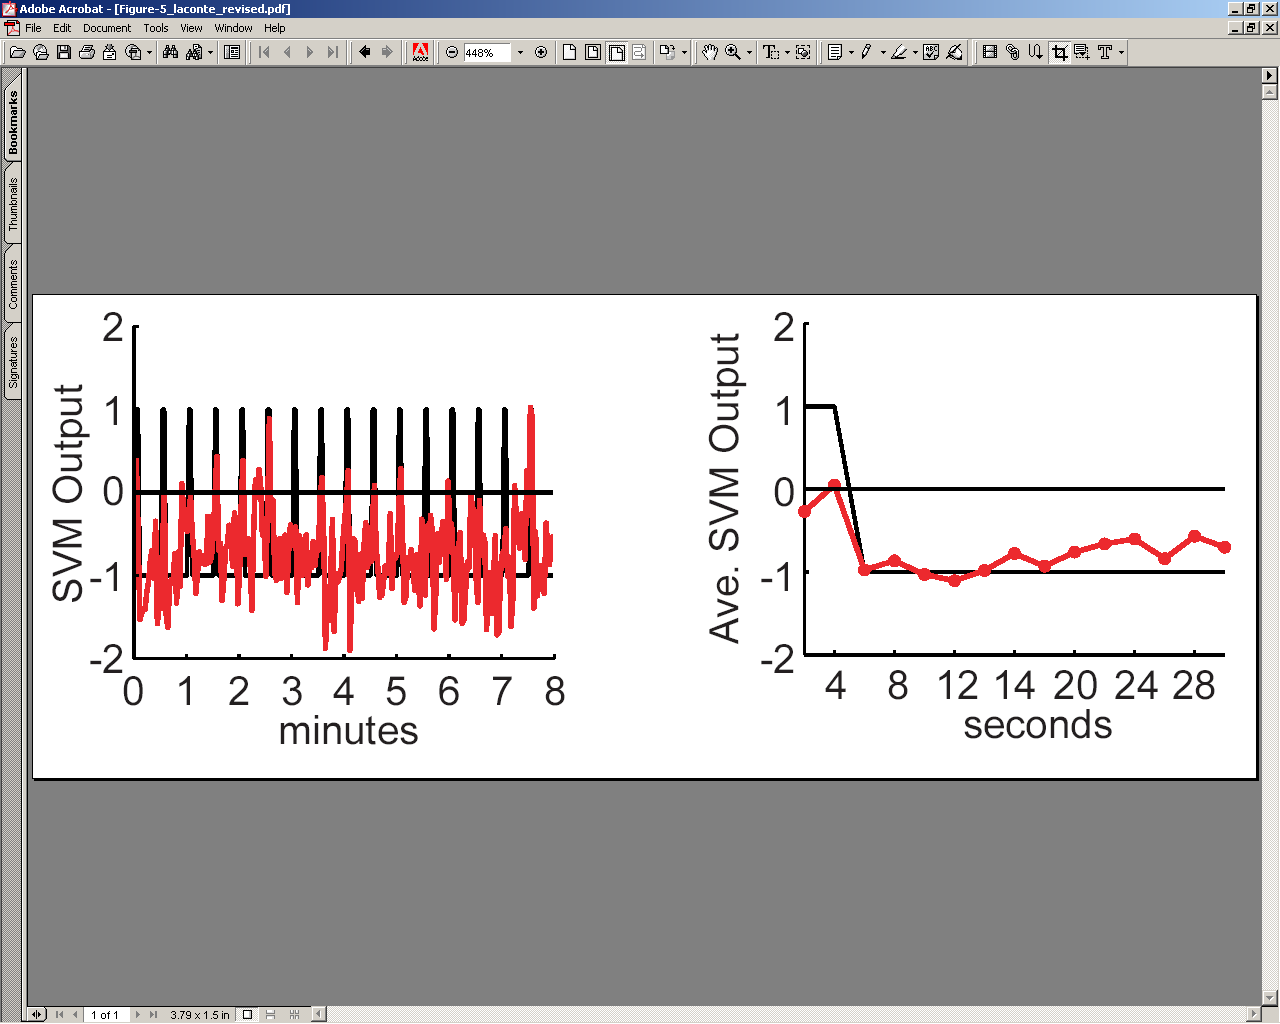 Adobe Acrobat - [Figure-5_laconte_revised.pdf]
File Edit Document Tools View Window Help
Adobe
448%
ABC
T
Bookmarks
Thumbnails
Comments
Signatures
2
1
0
-1
-2
SVM Output
0 1 2 3 4 5 6 7 8
minutes
2
1
0
-1
-2
Ave. SVM Output
4 8 12 14 20 24 28
seconds
1 of 1
3.79 x 1.5 in